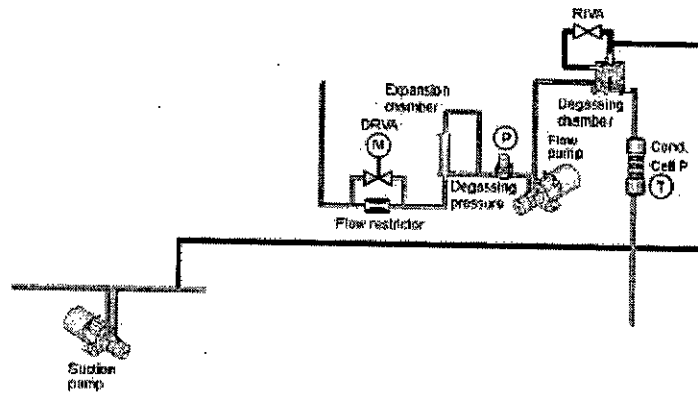 RIVA
Expansion
chamber
DRVA
M
P
Flow
pump
Degassing
chamber
Cond.
Cell P
T
Degassing
pressure
Flow restrictor
Suction
pump